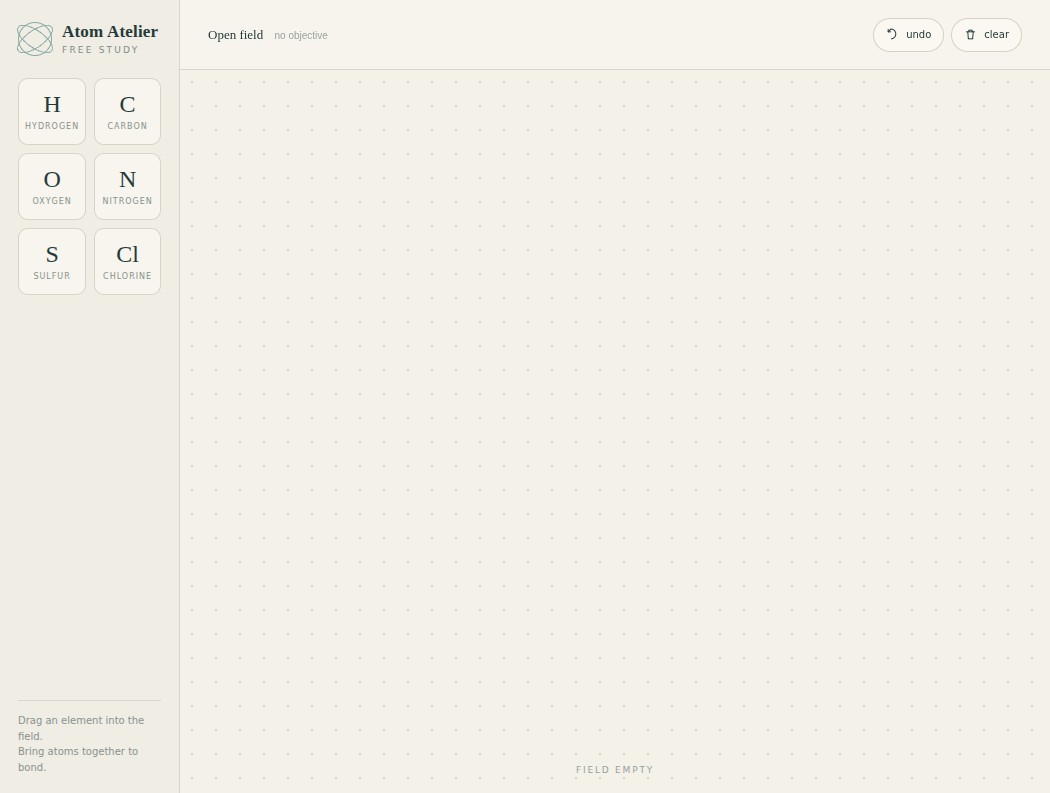 Atom Atelier
FREE STUDY
Open field no objective
undo
clear
H
HYDROGEN
C
CARBON
O
OXYGEN
N
NITROGEN
S
SULFUR
Cl
CHLORINE
Drag an element into the
field.
Bring atoms together to
bond.
FIELD EMPTY